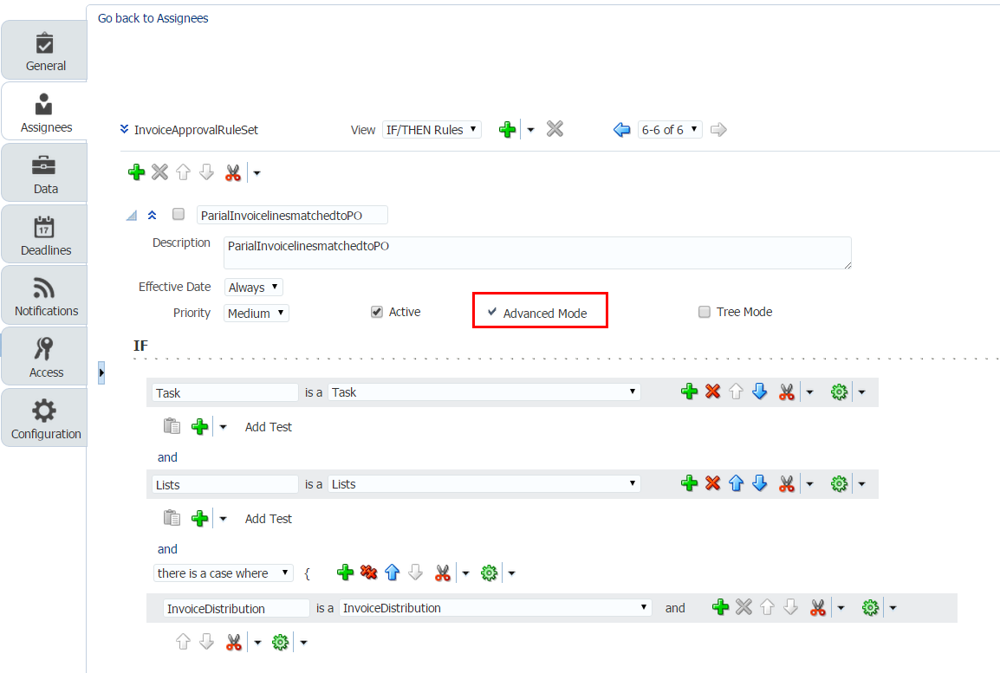 Go back to Assignees
General
Assignees
Data
17
Deadlines
Notifications
Access
Configuration
InvoiceApprovalRuleSet View IF/THEN Rules 6-6 of 6
ParialInvoicelinesmatchedtoPO
Description ParialInvoicelinesmatchedtoPO
Effective Date Always
Priority Medium Active Advanced Mode Tree Mode
IF
Task is a Task
Add Test
and
Lists is a Lists
Add Test
and
there is a case where {
InvoiceDistribution is a InvoiceDistribution and